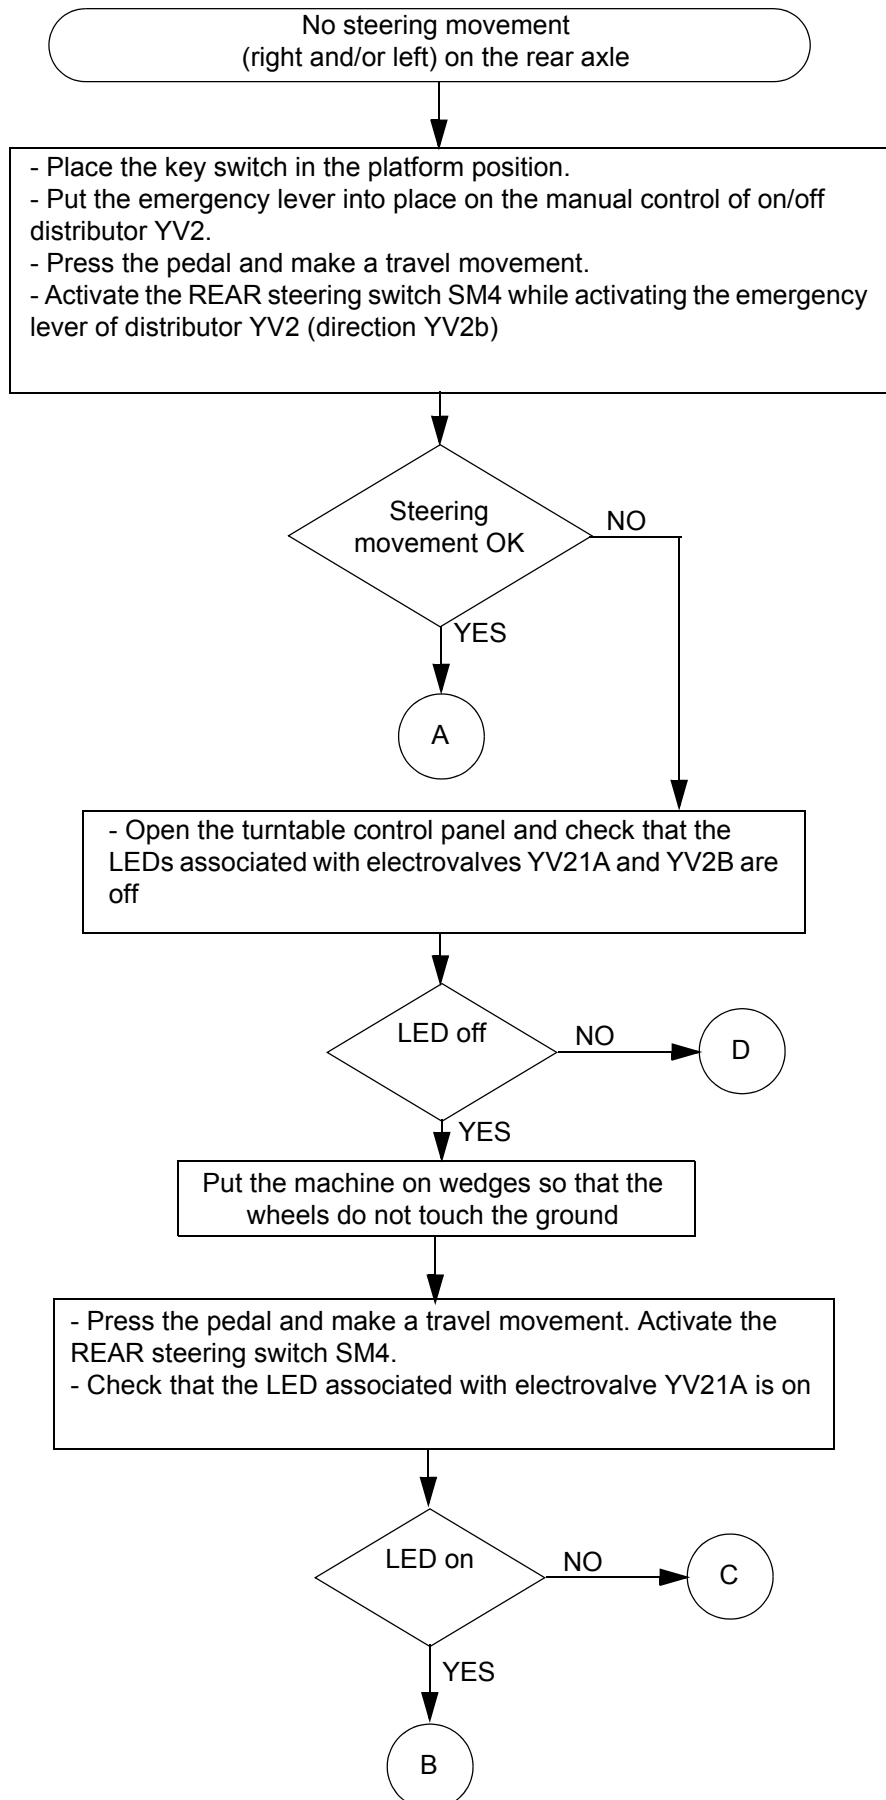 No steering movement
(right and/or left) on the rear axle
- Place the key switch in the platform position.
- Put the emergency lever into place on the manual control of on/off
distributor YV2.
- Press the pedal and make a travel movement.
- Activate the REAR steering switch SM4 while activating the emergency
lever of distributor YV2 (direction YV2b)
Steering
movement OK
NO
YES
A
- Open the turntable control panel and check that the
LEDs associated with electrovalves YV21A and YV2B are
off
LED off
NO
D
YES
Put the machine on wedges so that the
wheels do not touch the ground
- Press the pedal and make a travel movement. Activate the
REAR steering switch SM4.
- Check that the LED associated with electrovalve YV21A is on
LED on
NO
C
YES
B